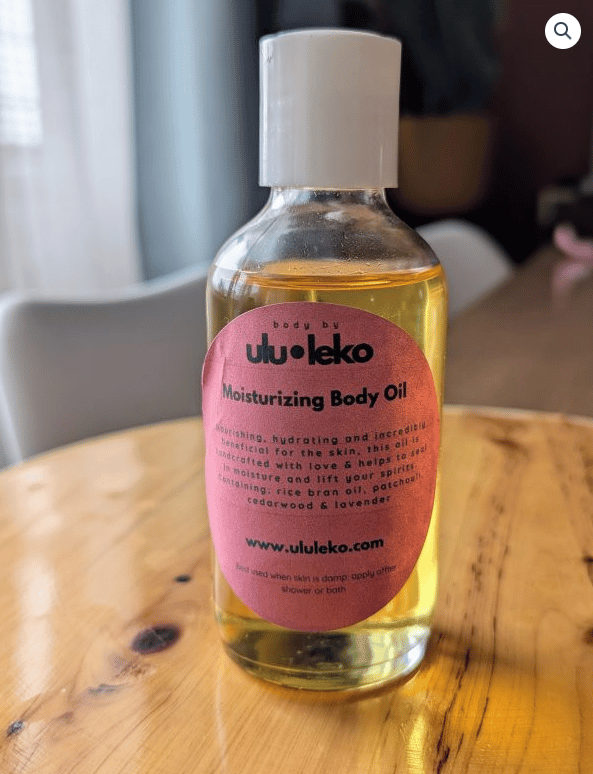 body by
ulu•leko
Moisturizing Body Oil
Nourishing, hydrating and incredibly
beneficial for the skin, this oil is
handcrafted with love & helps to seal
in moisture and lift your spirits.
Containing: rice bran oil, patchouli,
cedarwood & lavender
www.ululeko.com
Best used when skin is damp; apply after
shower or bath